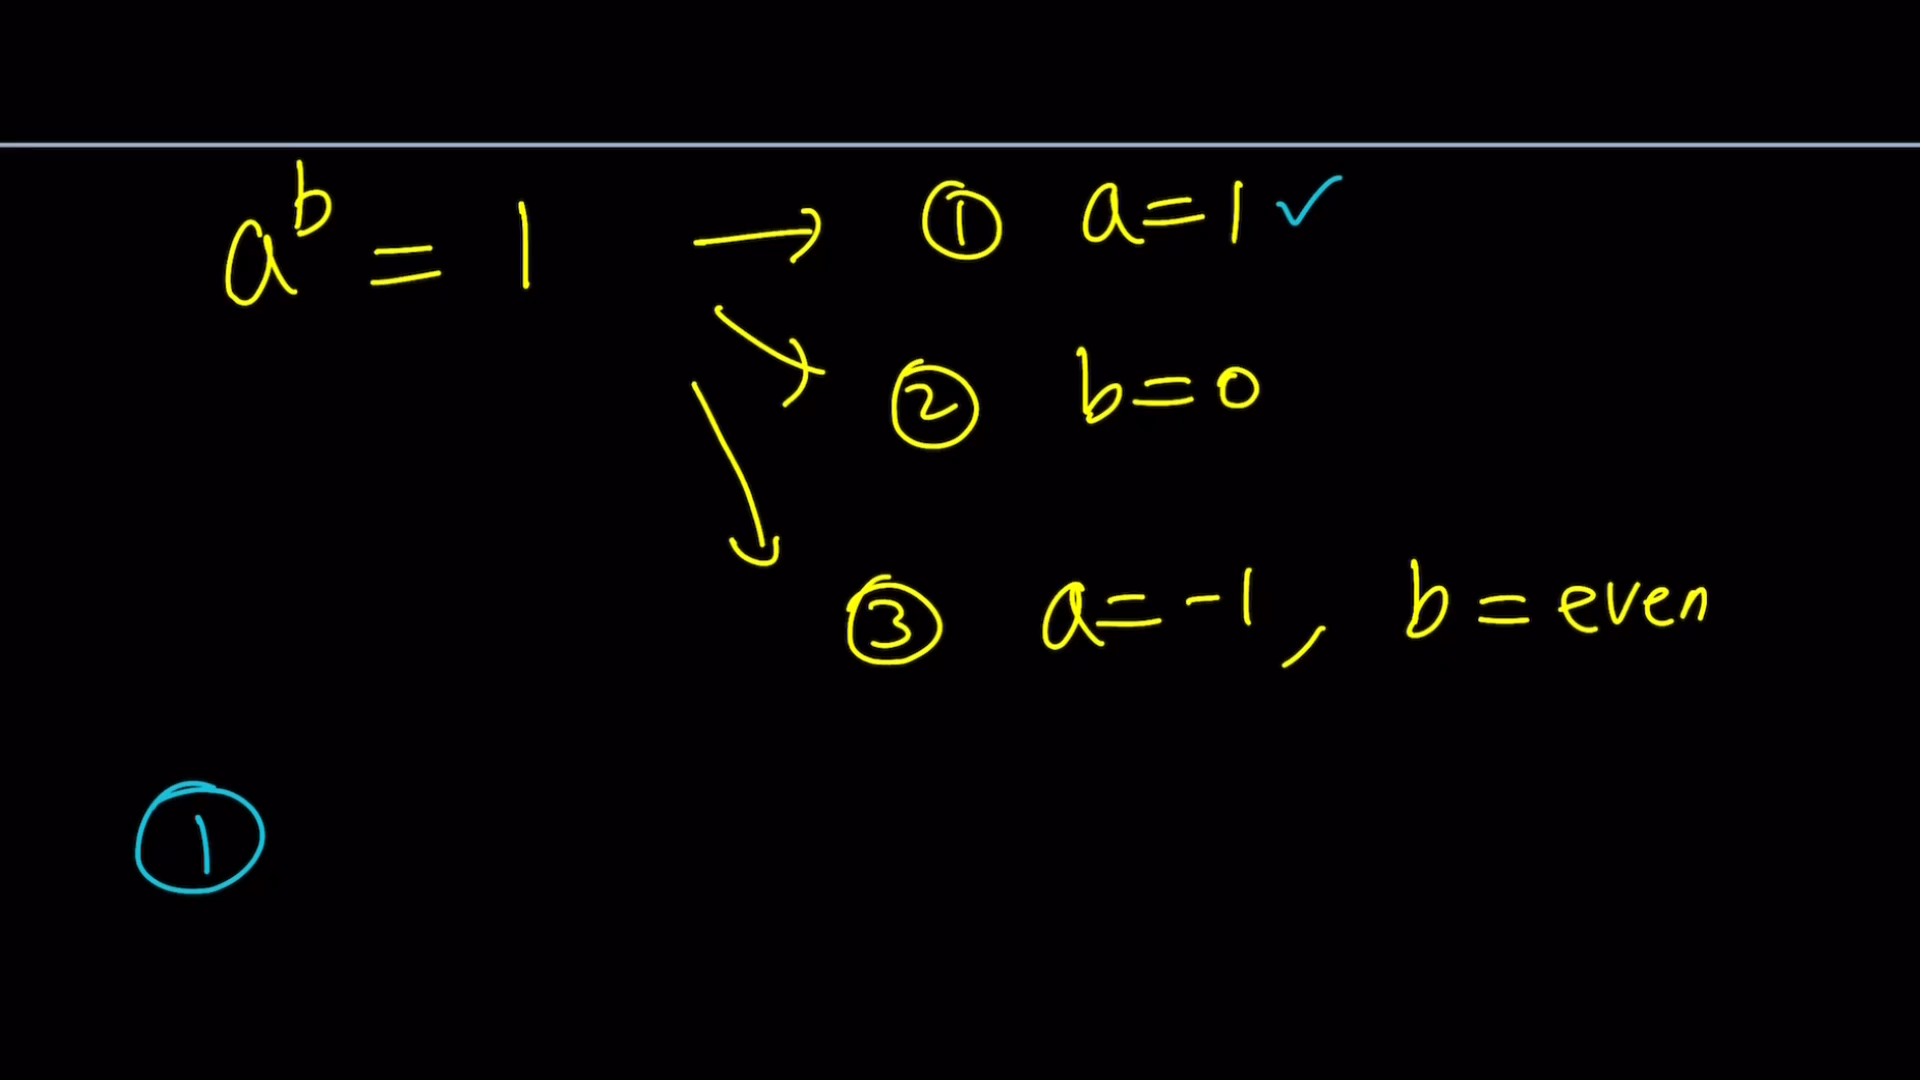 a^b = 1 → ① a = 1 ✓
② b = 0
③ a = -1, b = even
①